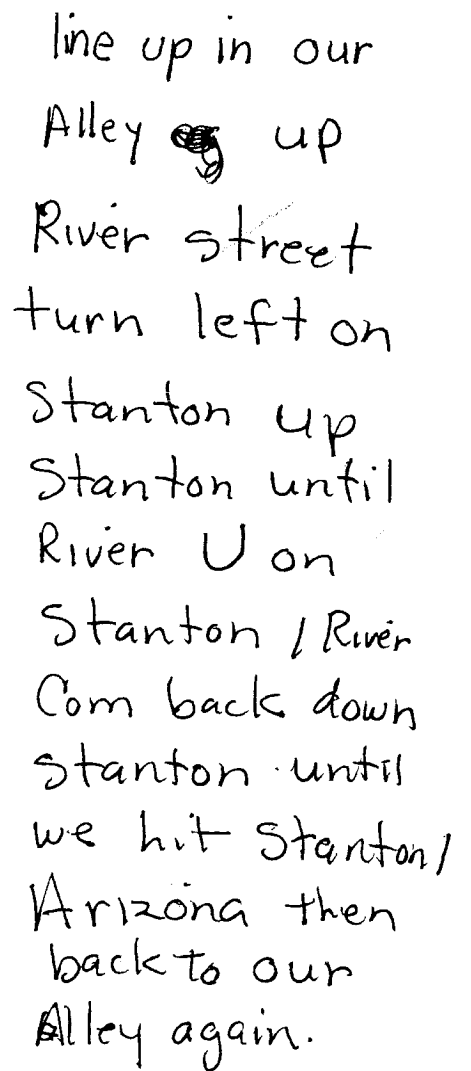 line up in our
Alley up
River street
turn left on
Stanton up
Stanton until
River U on
Stanton / River
Com back down
Stanton until
we hit Stanton /
Arizona then
back to our
Alley again.